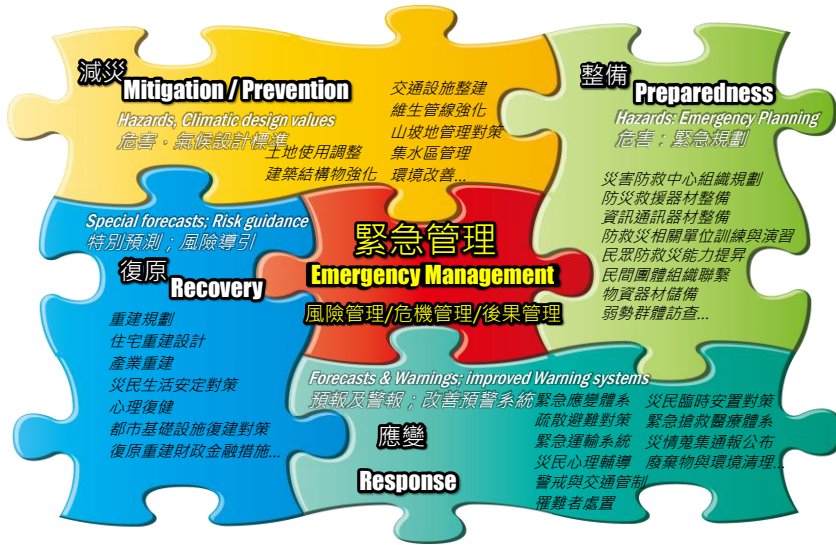 減災
Mitigation / Prevention
Hazards, Climatic design values
危害，氣候設計標準
土地使用調整
建築結構物強化
交通設施整建
維生管線強化
山坡地管理對策
集水區管理
環境改善...
整備
Preparedness
Hazards: Emergency Planning
危害；緊急規劃
災害防救中心組織規劃
防災救援器材整備
資訊通訊器材整備
防救災相關單位訓練與演習
民眾防救災能力提昇
民間團體組織聯繫
物資器材儲備
弱勢群體訪查...
緊急管理
Emergency Management
風險管理/危機管理/後果管理
Special forecasts; Risk guidance
特別預測；風險導引
復原
Recovery
重建規劃
住宅重建設計
產業重建
災民生活安定對策
心理復健
都市基礎設施復建對策
復原重建財政金融措施...
Forecasts & Warnings; improved Warning systems
預報及警報；改善預警系統
應變
Response
緊急應變體系
疏散避難對策
緊急運輸系統
災民心理輔導
警戒與交通管制
罹難者處置
災民臨時安置對策
緊急搶救醫療體系
災情蒐集通報公布
廢棄物與環境清理...